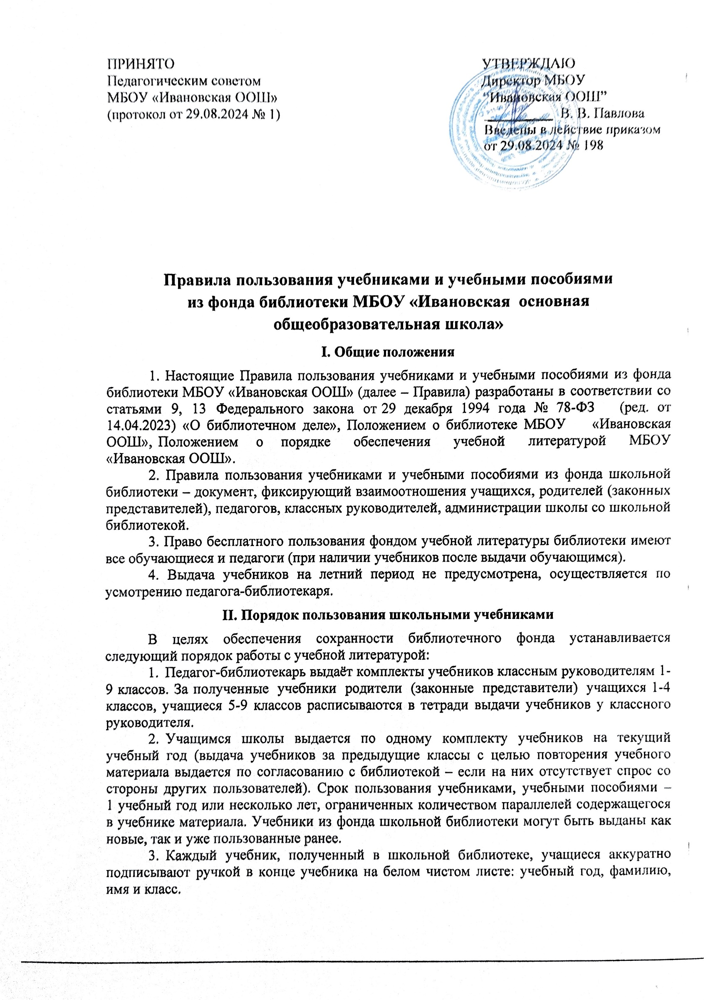 ПРИНЯТО
Педагогическим советом
МБОУ «Ивановская ООШ»
(протокол от 29.08.2024 № 1)
УТВЕРЖДАЮ
Директор МБОУ
“Ивановская ООШ”
__________ В. В. Павлова
Введены в действие приказом
от 29.08.2024 № 198
Правила пользования учебниками и учебными пособиями
из фонда библиотеки МБОУ «Ивановская основная
общеобразовательная школа»
I. Общие положения
1. Настоящие Правила пользования учебниками и учебными пособиями из фонда
библиотеки МБОУ «Ивановская ООШ» (далее – Правила) разработаны в соответствии со
статьями 9, 13 Федерального закона от 29 декабря 1994 года № 78-ФЗ (ред. от
14.04.2023) «О библиотечном деле», Положением о библиотеке МБОУ «Ивановская
ООШ», Положением о порядке обеспечения учебной литературой МБОУ
«Ивановская ООШ».
2. Правила пользования учебниками и учебными пособиями из фонда школьной
библиотеки – документ, фиксирующий взаимоотношения учащихся, родителей (законных
представителей), педагогов, классных руководителей, администрации школы со школьной
библиотекой.
3. Право бесплатного пользования фондом учебной литературы библиотеки имеют
все обучающиеся и педагоги (при наличии учебников после выдачи обучающимся).
4. Выдача учебников на летний период не предусмотрена, осуществляется по
усмотрению педагога-библиотекаря.
II. Порядок пользования школьными учебниками
В целях обеспечения сохранности библиотечного фонда устанавливается
следующий порядок работы с учебной литературой:
1. Педагог-библиотекарь выдаёт комплекты учебников классным руководителям 1-
9 классов. За полученные учебники родители (законные представители) учащихся 1-4
классов, учащиеся 5-9 классов расписываются в тетради выдачи учебников у классного
руководителя.
2. Учащимся школы выдается по одному комплекту учебников на текущий
учебный год (выдача учебников за предыдущие классы с целью повторения учебного
материала выдается по согласованию с библиотекой – если на них отсутствует спрос со
стороны других пользователей). Срок пользования учебниками, учебными пособиями –
1 учебный год или несколько лет, ограниченных количеством параллелей содержащегося
в учебнике материала. Учебники из фонда школьной библиотеки могут быть выданы как
новые, так и уже пользованные ранее.
3. Каждый учебник, полученный в школьной библиотеке, учащиеся аккуратно
подписывают ручкой в конце учебника на белом чистом листе: учебный год, фамилию,
имя и класс.